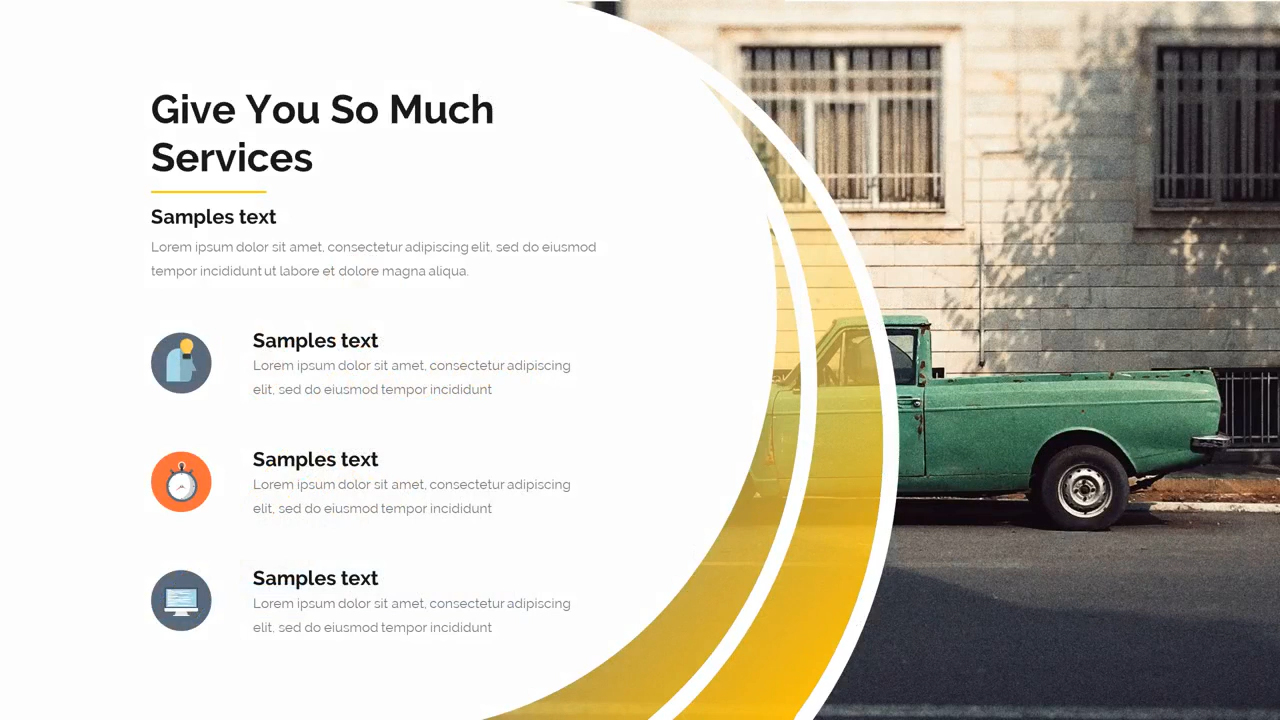 Give You So Much
Services
Samples text
Lorem ipsum dolor sit amet, consectetur adipiscing elit, sed do eiusmod
tempor incididunt ut labore et dolore magna aliqua.
Samples text
Lorem ipsum dolor sit amet, consectetur adipiscing
elit, sed do eiusmod tempor incididunt
Samples text
Lorem ipsum dolor sit amet, consectetur adipiscing
elit, sed do eiusmod tempor incididunt
Samples text
Lorem ipsum dolor sit amet, consectetur adipiscing
elit, sed do eiusmod tempor incididunt